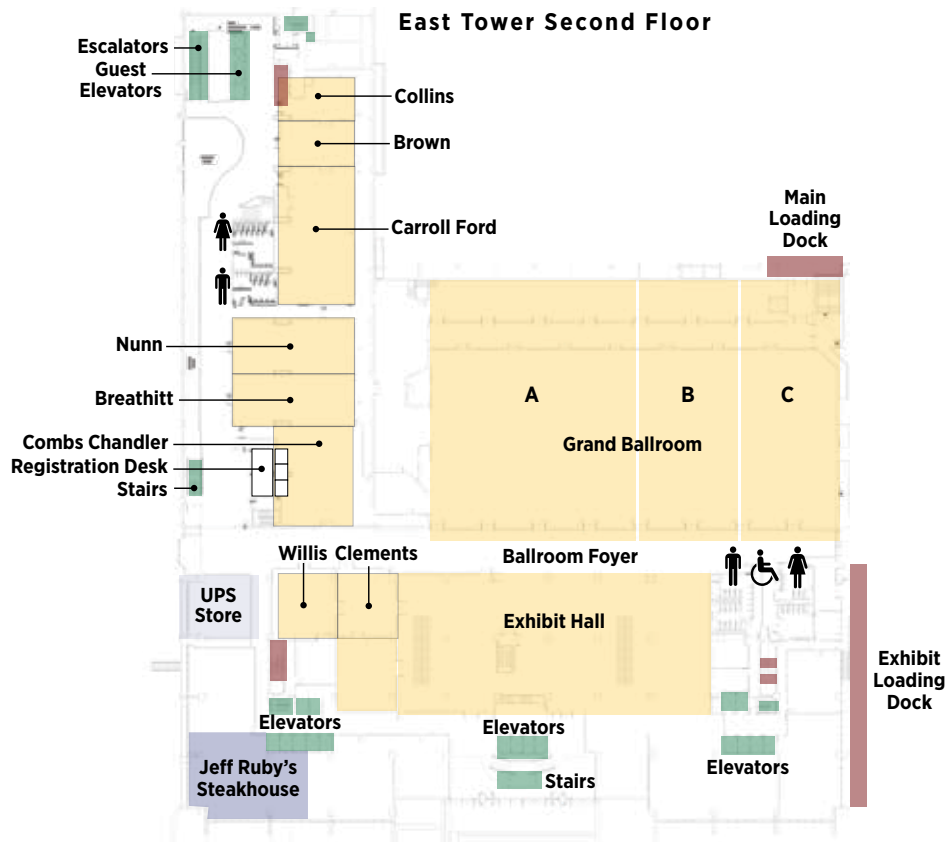 East Tower Second Floor
Escalators
Guest
Elevators
Collins
Brown
Carroll Ford
Main
Loading
Dock
Nunn
Breathitt
Combs Chandler
Registration Desk
Stairs
A
B
C
Grand Ballroom
Willis
Clements
Ballroom Foyer
UPS
Store
Exhibit Hall
Exhibit
Loading
Dock
Elevators
Elevators
Elevators
Stairs
Jeff Ruby's
Steakhouse